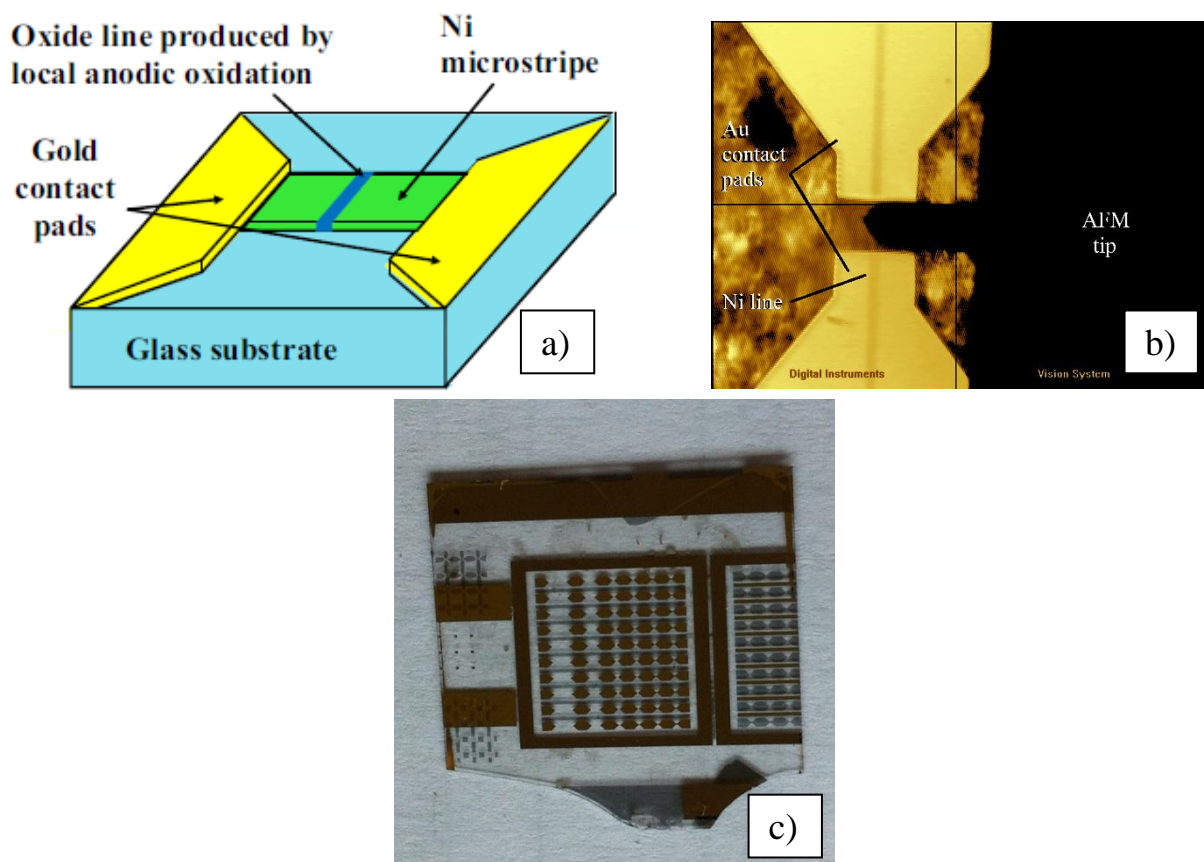 Oxide line produced by
local anodic oxidation
Ni
microstripe
Gold
contact
pads
Glass substrate
a)
Au
contact
pads
AFM
tip
Ni line
Digital Instruments
Vision System
b)
c)